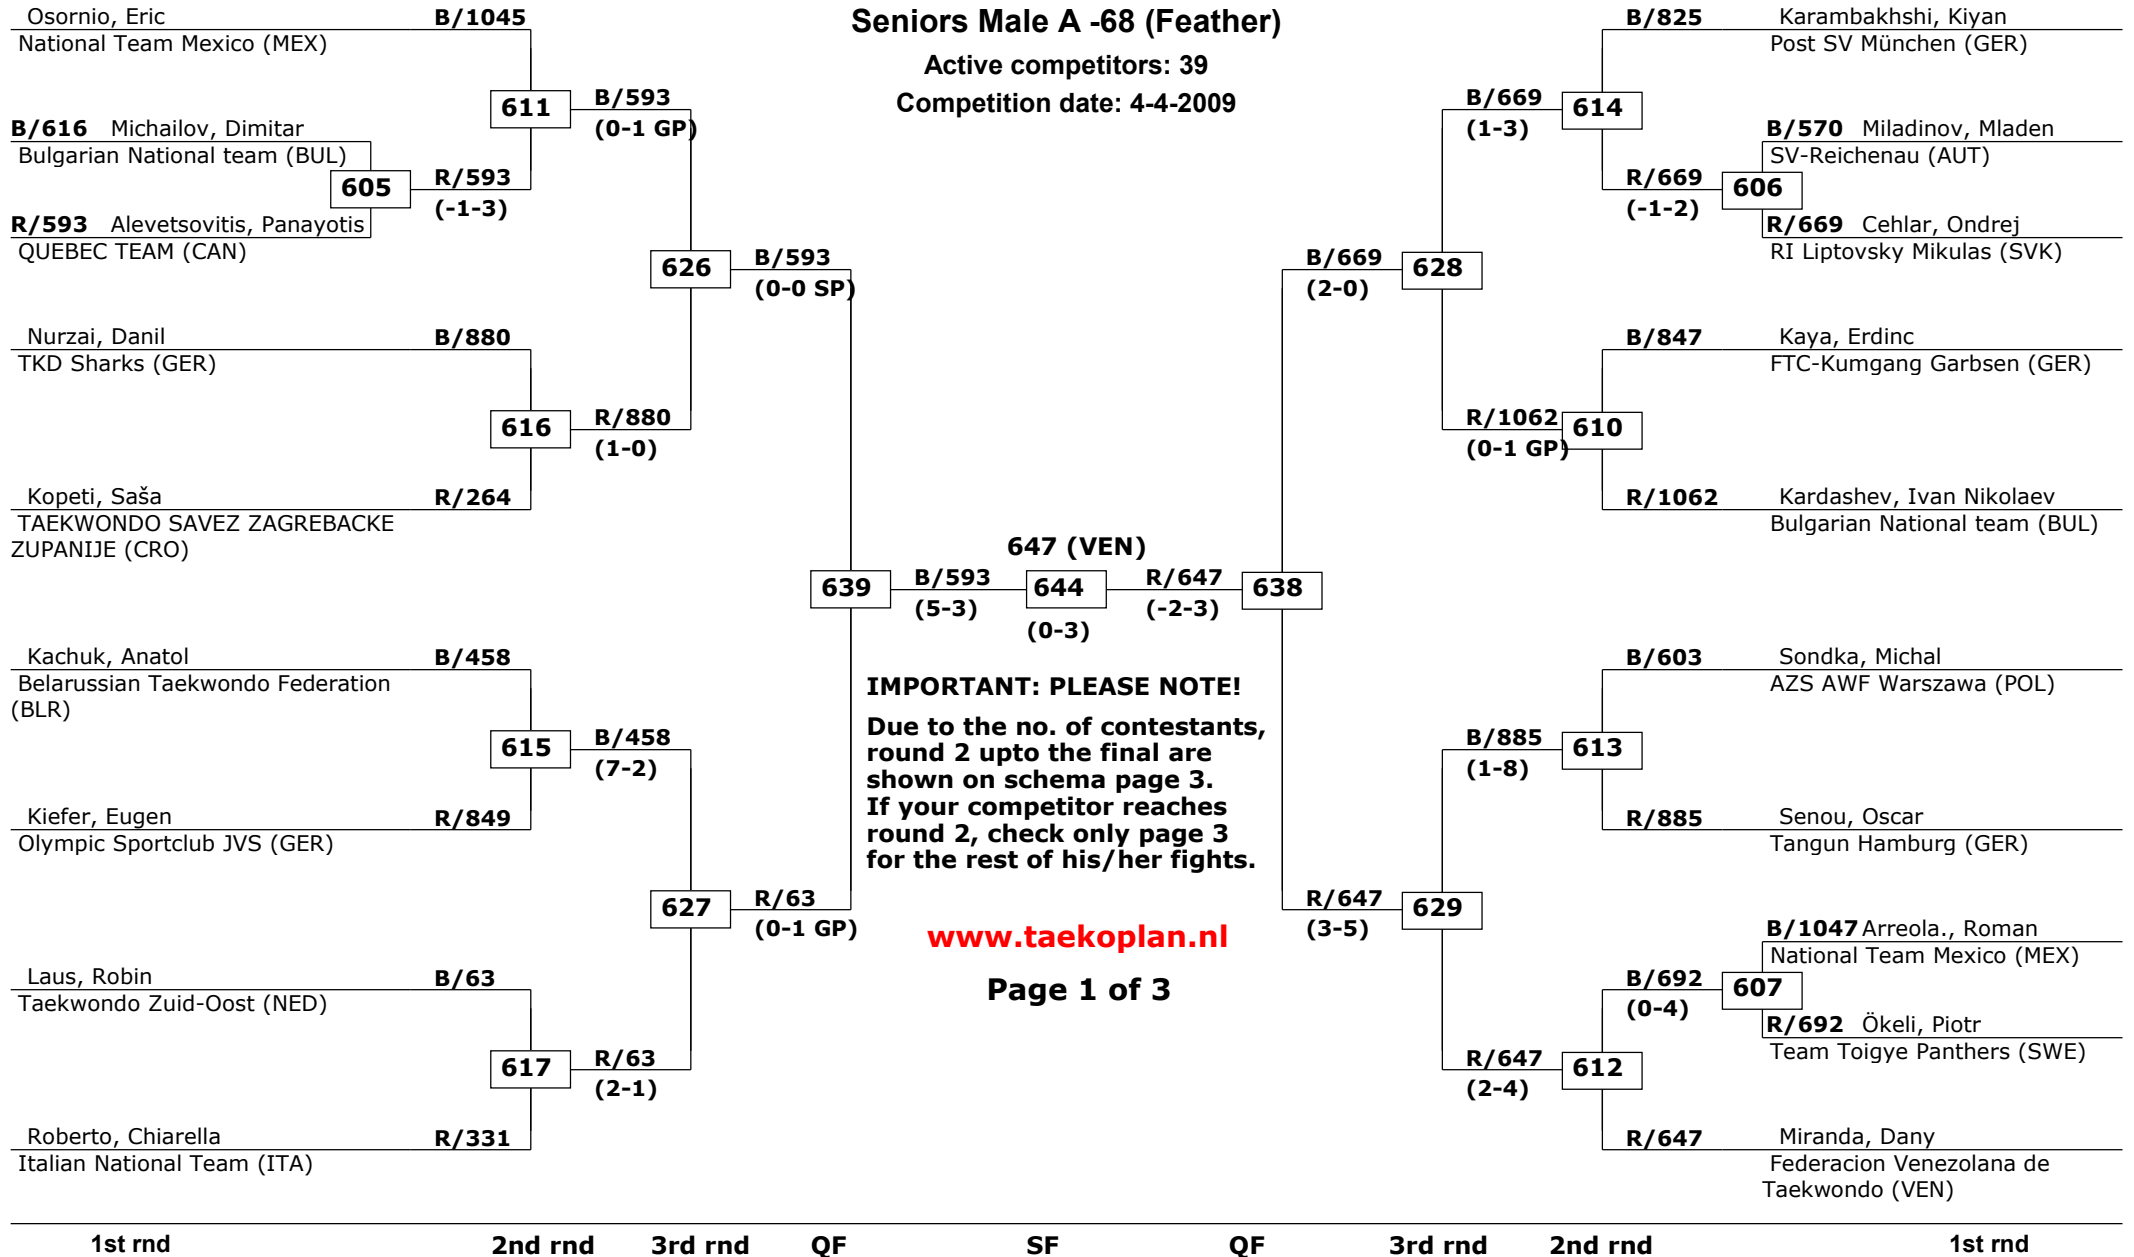 Seniors Male A -68 (Feather)
Active competitors: 39
Competition date: 4-4-2009
Osornio, Eric B/1045
National Team Mexico (MEX)
611
B/593
(0-1 GP)
B/616 Michailov, Dimitar
Bulgarian National team (BUL)
605
R/593
(-1-3)
R/593 Alevetsovitis, Panayotis
QUEBEC TEAM (CAN)
626
B/593
(0-0 SP)
Nurzai, Danil B/880
TKD Sharks (GER)
616
R/880
(1-0)
Kopeti, Saša R/264
TAEKWONDO SAVEZ ZAGREBACKE
ZUPANIJE (CRO)
639
B/593
(5-3)
647 (VEN)
644
(0-3)
R/647
(-2-3)
638
Kachuk, Anatol B/458
Belarussian Taekwondo Federation
(BLR)
615
B/458
(7-2)
Kiefer, Eugen R/849
Olympic Sportclub JVS (GER)
627
R/63
(0-1 GP)
Laus, Robin B/63
Taekwondo Zuid-Oost (NED)
617
R/63
(2-1)
Roberto, Chiarella R/331
Italian National Team (ITA)
IMPORTANT: PLEASE NOTE!
Due to the no. of contestants,
round 2 upto the final are
shown on schema page 3.
If your competitor reaches
round 2, check only page 3
for the rest of his/her fights.
www.taekoplan.nl
Page 1 of 3
B/825 Karambakhshi, Kiyan
Post SV München (GER)
B/669
(1-3)
614
B/570 Miladinov, Mladen
SV-Reichenau (AUT)
R/669
(-1-2)
606
R/669 Cehlar, Ondrej
RI Liptovsky Mikulas (SVK)
B/669
(2-0)
628
B/847 Kaya, Erdinc
FTC-Kumgang Garbsen (GER)
R/1062
(0-1 GP)
610
R/1062 Kardashev, Ivan Nikolaev
Bulgarian National team (BUL)
B/603 Sondka, Michal
AZS AWF Warszawa (POL)
B/885
(1-8)
613
R/885 Senou, Oscar
Tangun Hamburg (GER)
R/647
(3-5)
629
B/1047 Arreola., Roman
National Team Mexico (MEX)
B/692
(0-4)
607
R/692 Ökeli, Piotr
Team Toigye Panthers (SWE)
R/647
(2-4)
612
R/647 Miranda, Dany
Federacion Venezolana de
Taekwondo (VEN)
1st rnd 2nd rnd 3rd rnd QF SF QF 3rd rnd 2nd rnd 1st rnd